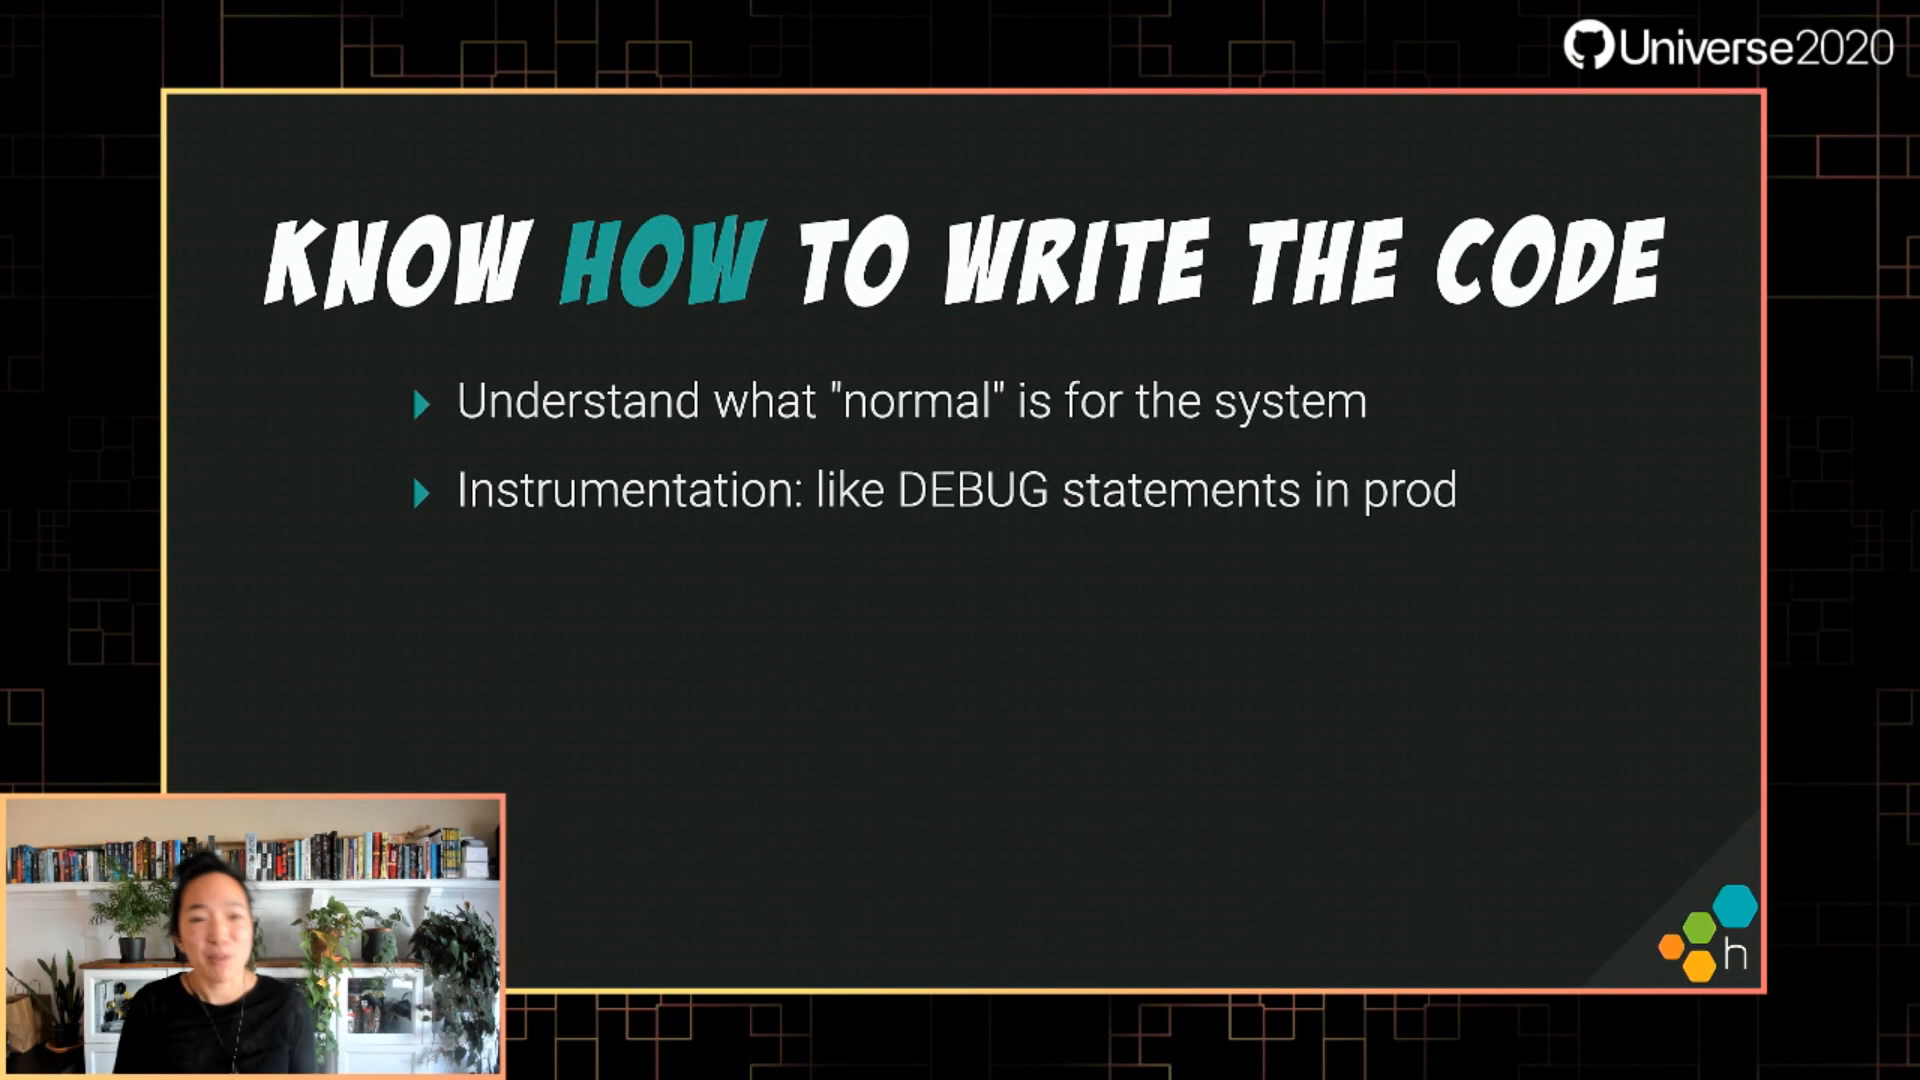 Universe2020
KNOW HOW TO WRITE THE CODE
Understand what "normal" is for the system
Instrumentation: like DEBUG statements in prod
h